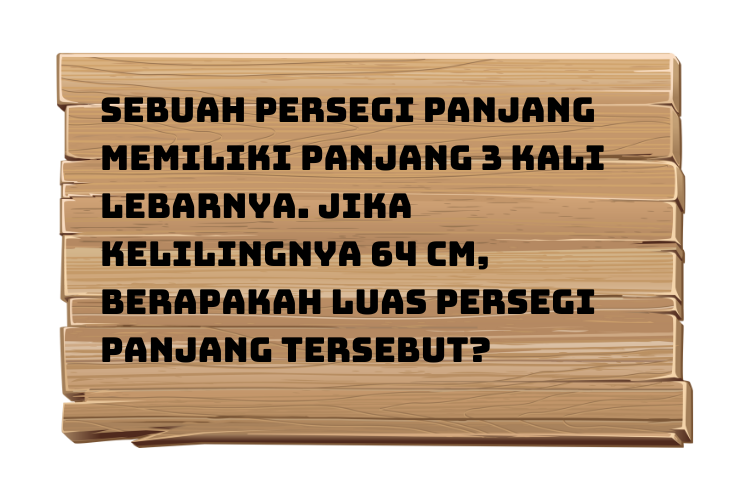 SEBUAH PERSEGI PANJANG
MEMILIKI PANJANG 3 KALI
LEBARNYA. JIKA
KELILINGNYA 64 CM,
BERAPAKAH LUAS PERSEGI
PANJANG TERSEBUT?